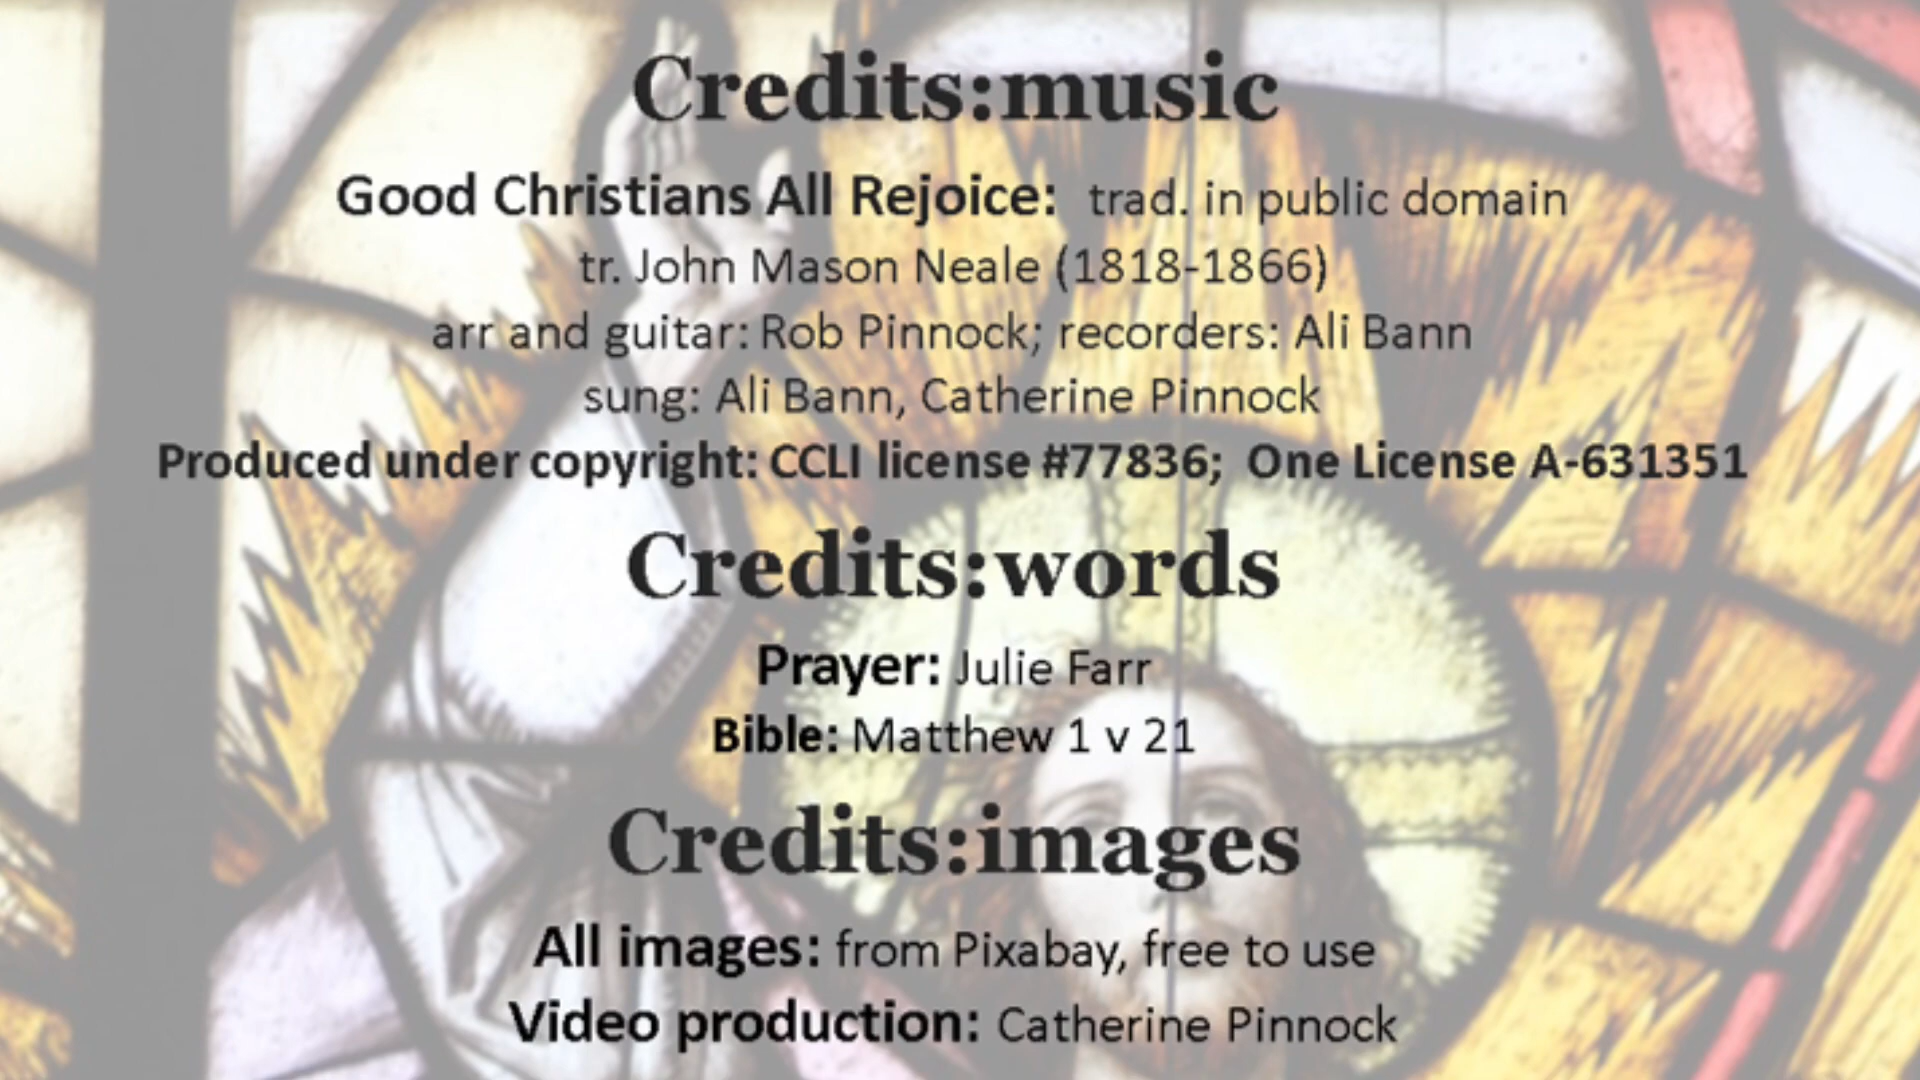 Credits:music
Good Christians All Rejoice: trad. in public domain
tr. John Mason Neale (1818-1866)
arr and guitar: Rob Pinnock; recorders: Ali Bann
sung: Ali Bann, Catherine Pinnock
Produced under copyright: CCLI license #77836; One License A-631351
Credits:words
Prayer: Julie Farr
Bible: Matthew 1 v 21
Credits:images
All images: from Pixabay, free to use
Video production: Catherine Pinnock